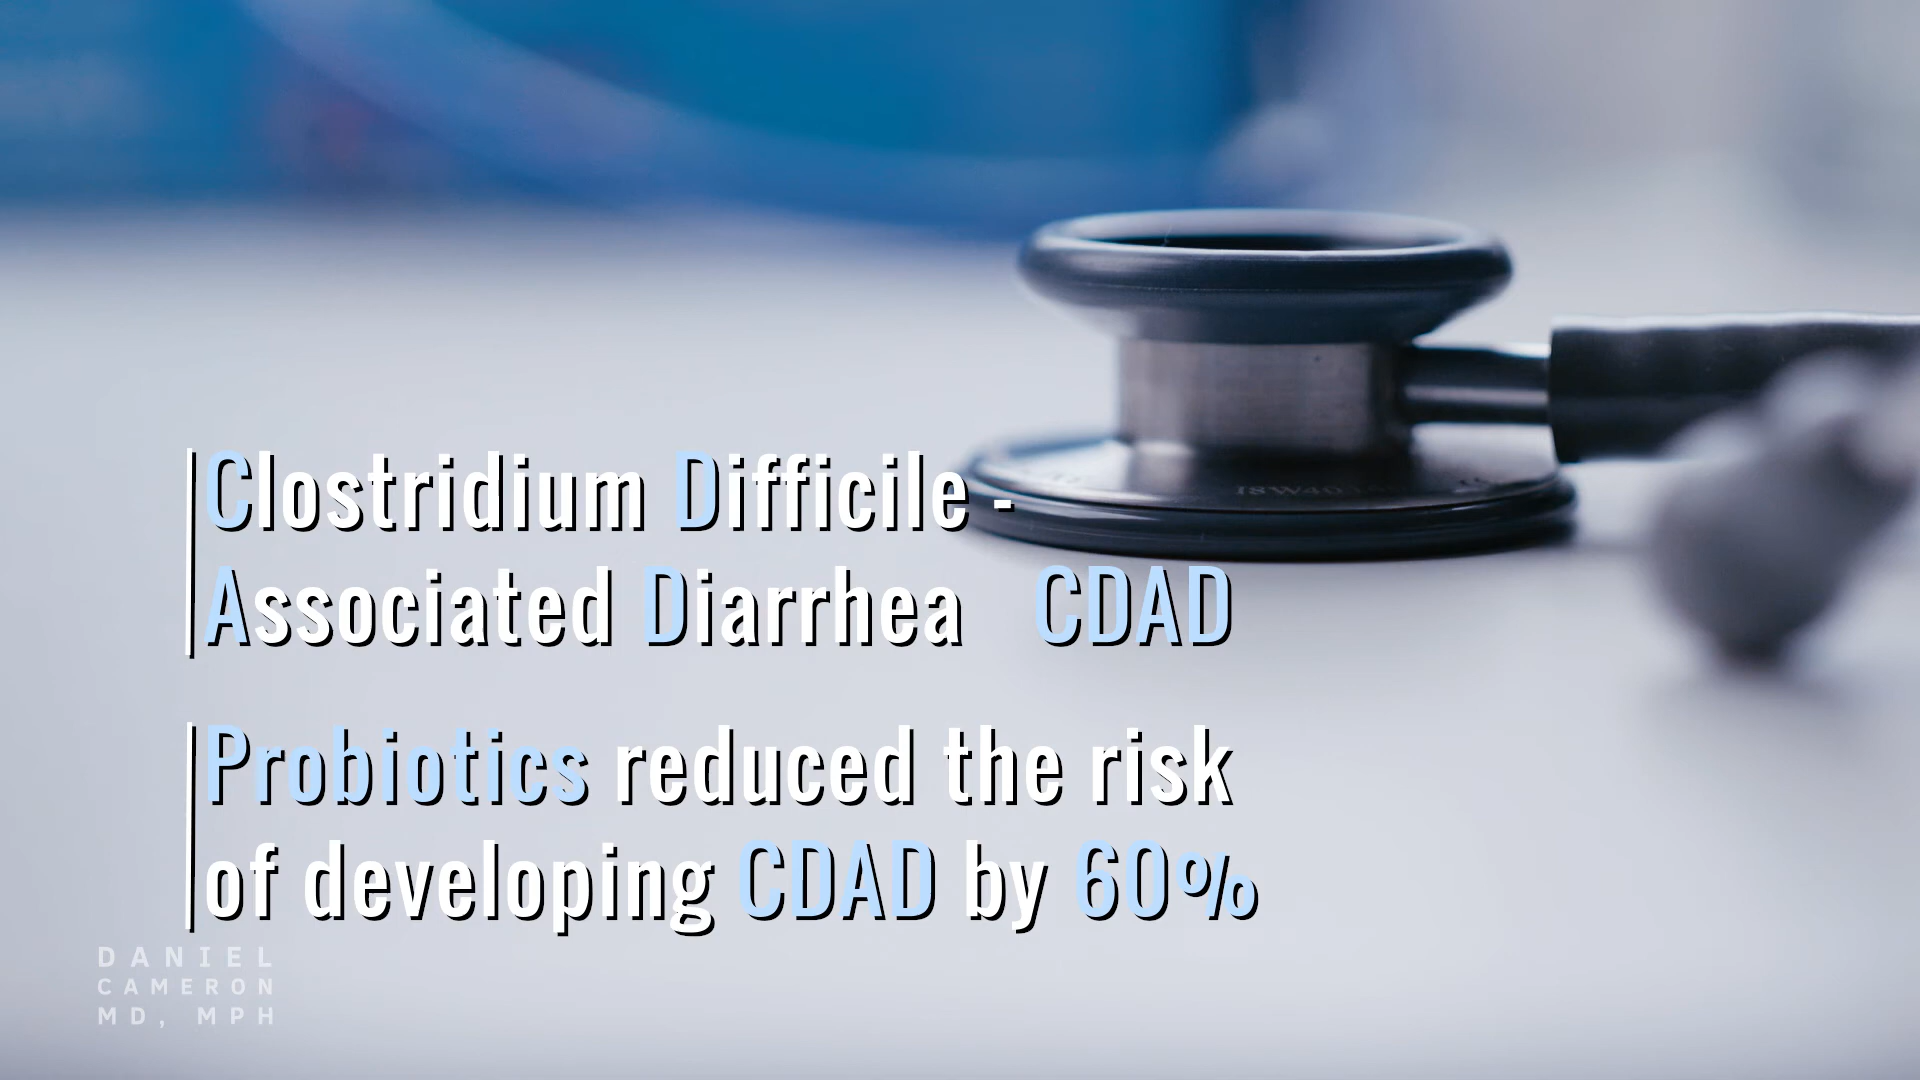 Clostridium Difficile -
Associated Diarrhea CDAD
Probiotics reduced the risk
of developing CDAD by 60%
DANIEL
CAMERON
MD, MPH